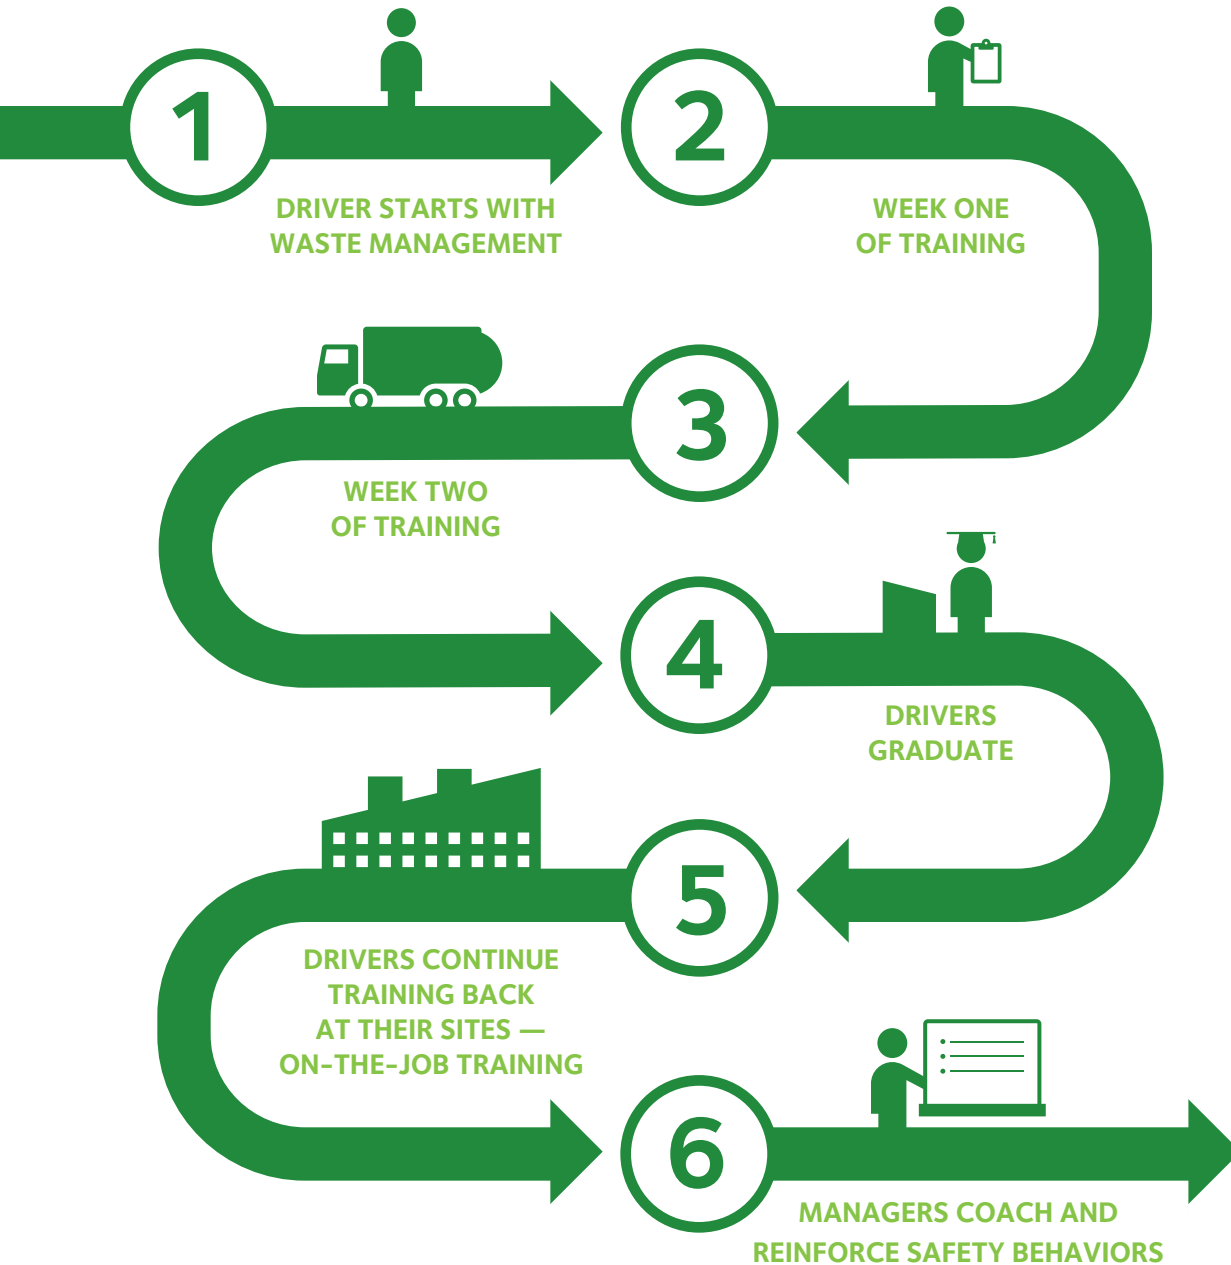 1
DRIVER STARTS WITH
WASTE MANAGEMENT
2
WEEK ONE
OF TRAINING
3
WEEK TWO
OF TRAINING
4
DRIVERS
GRADUATE
5
DRIVERS CONTINUE
TRAINING BACK
AT THEIR SITES —
ON-THE-JOB TRAINING
6
MANAGERS COACH AND
REINFORCE SAFETY BEHAVIORS